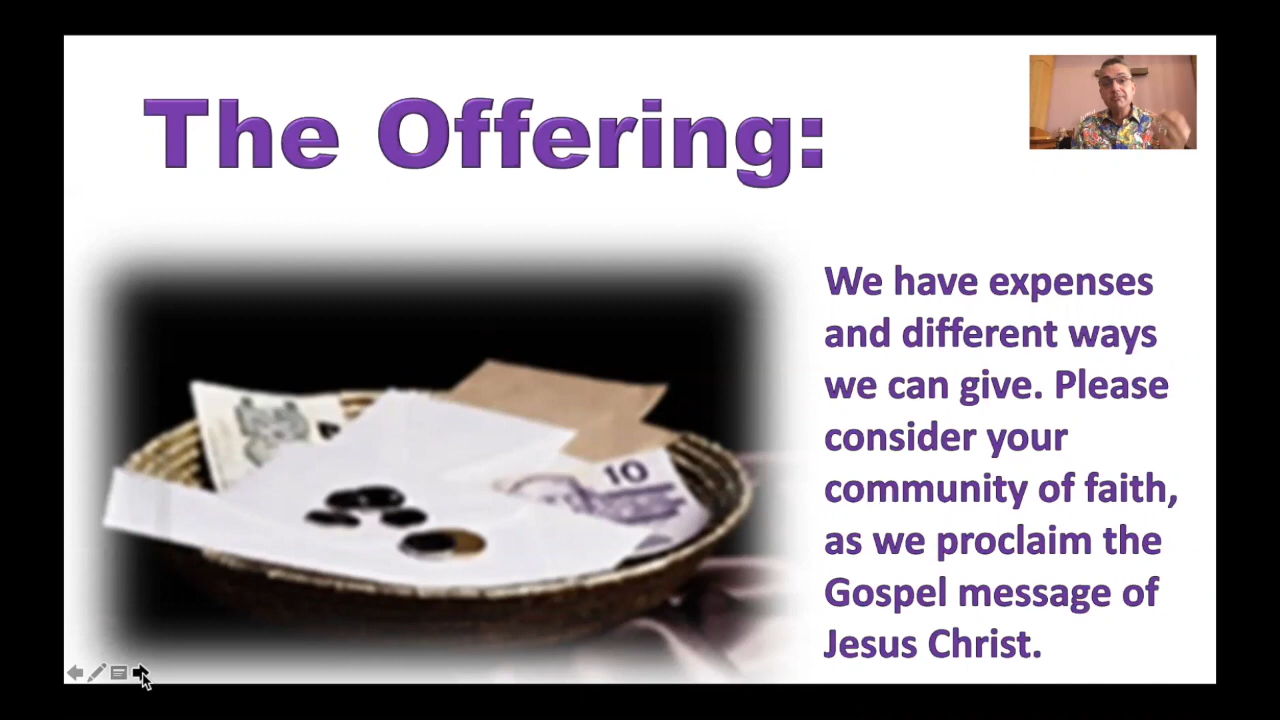 The Offering:
We have expenses
and different ways
we can give. Please
consider your
community of faith,
as we proclaim the
Gospel message of
Jesus Christ.
10